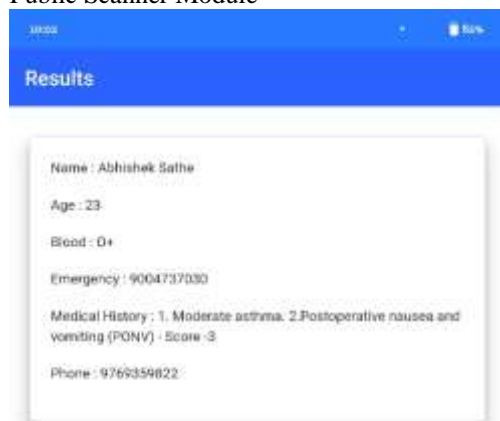 Public Scanner Module
Results
Name : Abhishek Sathe
Age : 23
Blood : O+
Emergency : 9004737030
Medical History : 1. Moderate asthma. 2.Postoperative nausea and
vomiting (PONV) - Score -3
Phone : 9769359822